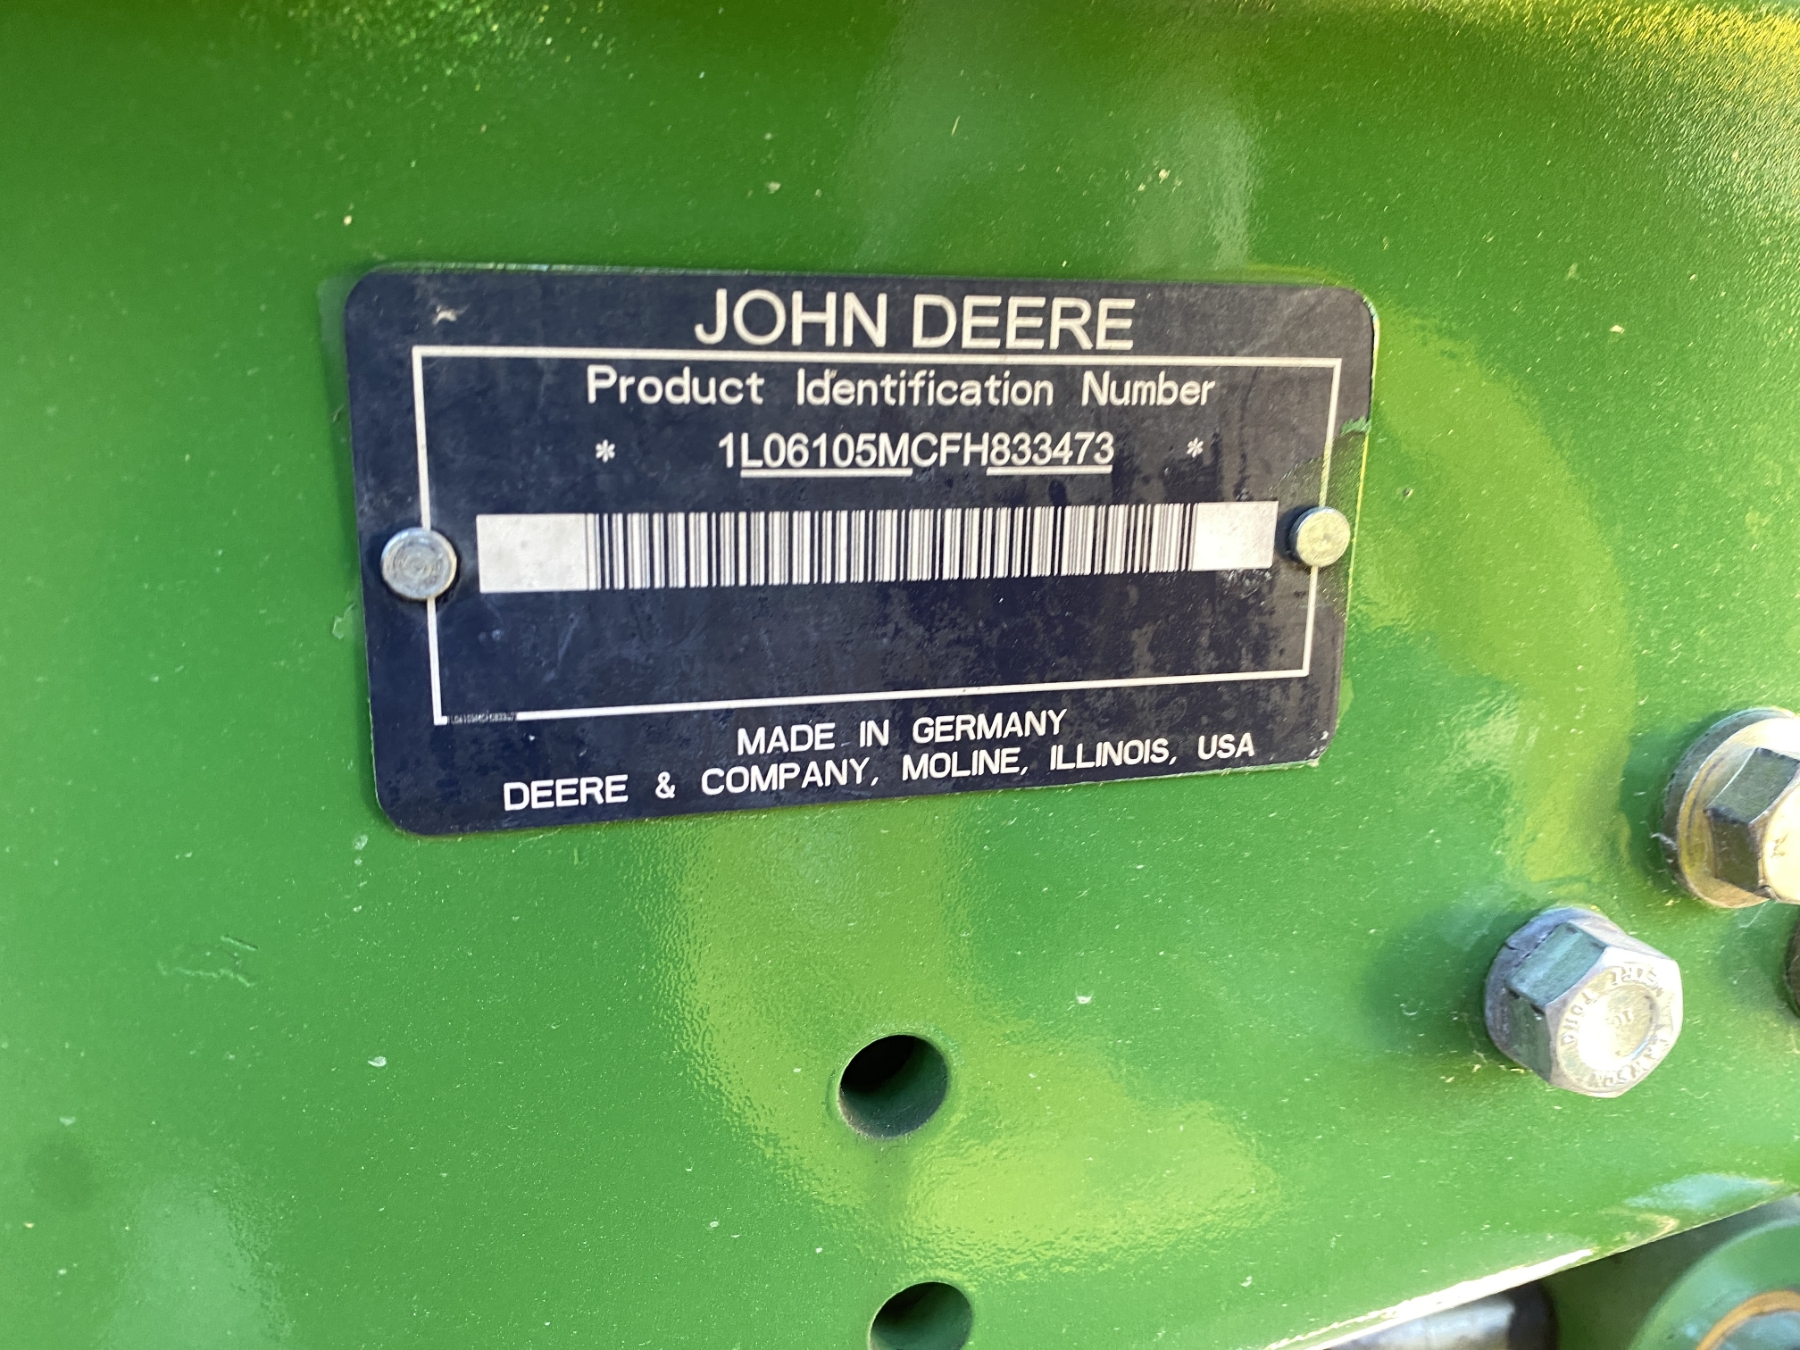 JOHN DEERE
Product Identification Number
* 1L06105MCFH833473 *
MADE IN GERMANY
DEERE & COMPANY, MOLINE, ILLINOIS, USA